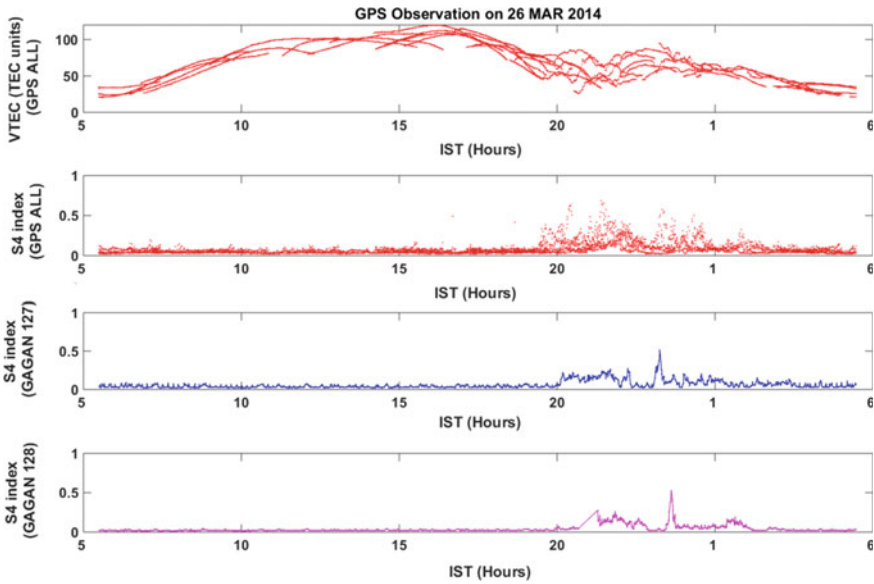 GPS Observation on 26 MAR 2014
VTEC (TEC units)
(GPS ALL)
100
50
0
5 10 15 20 1 6
IST (Hours)
S4 index
(GPS ALL)
1
0.5
0
5 10 15 20 1 6
IST (Hours)
S4 index
(GAGAN 127)
1
0.5
0
5 10 15 20 1 6
IST (Hours)
S4 index
(GAGAN 128)
1
0.5
0
5 10 15 20 1 6
IST (Hours)